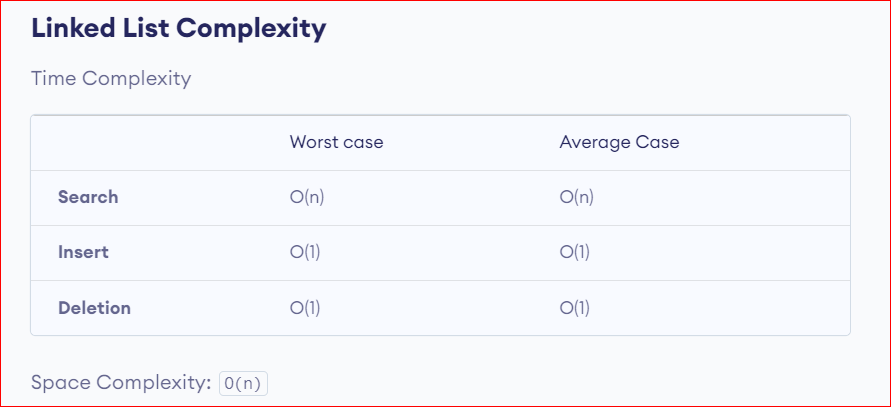 Linked List Complexity
Time Complexity
Worst case Average Case
Search O(n) O(n)
Insert O(1) O(1)
Deletion O(1) O(1)
Space Complexity: O(n)